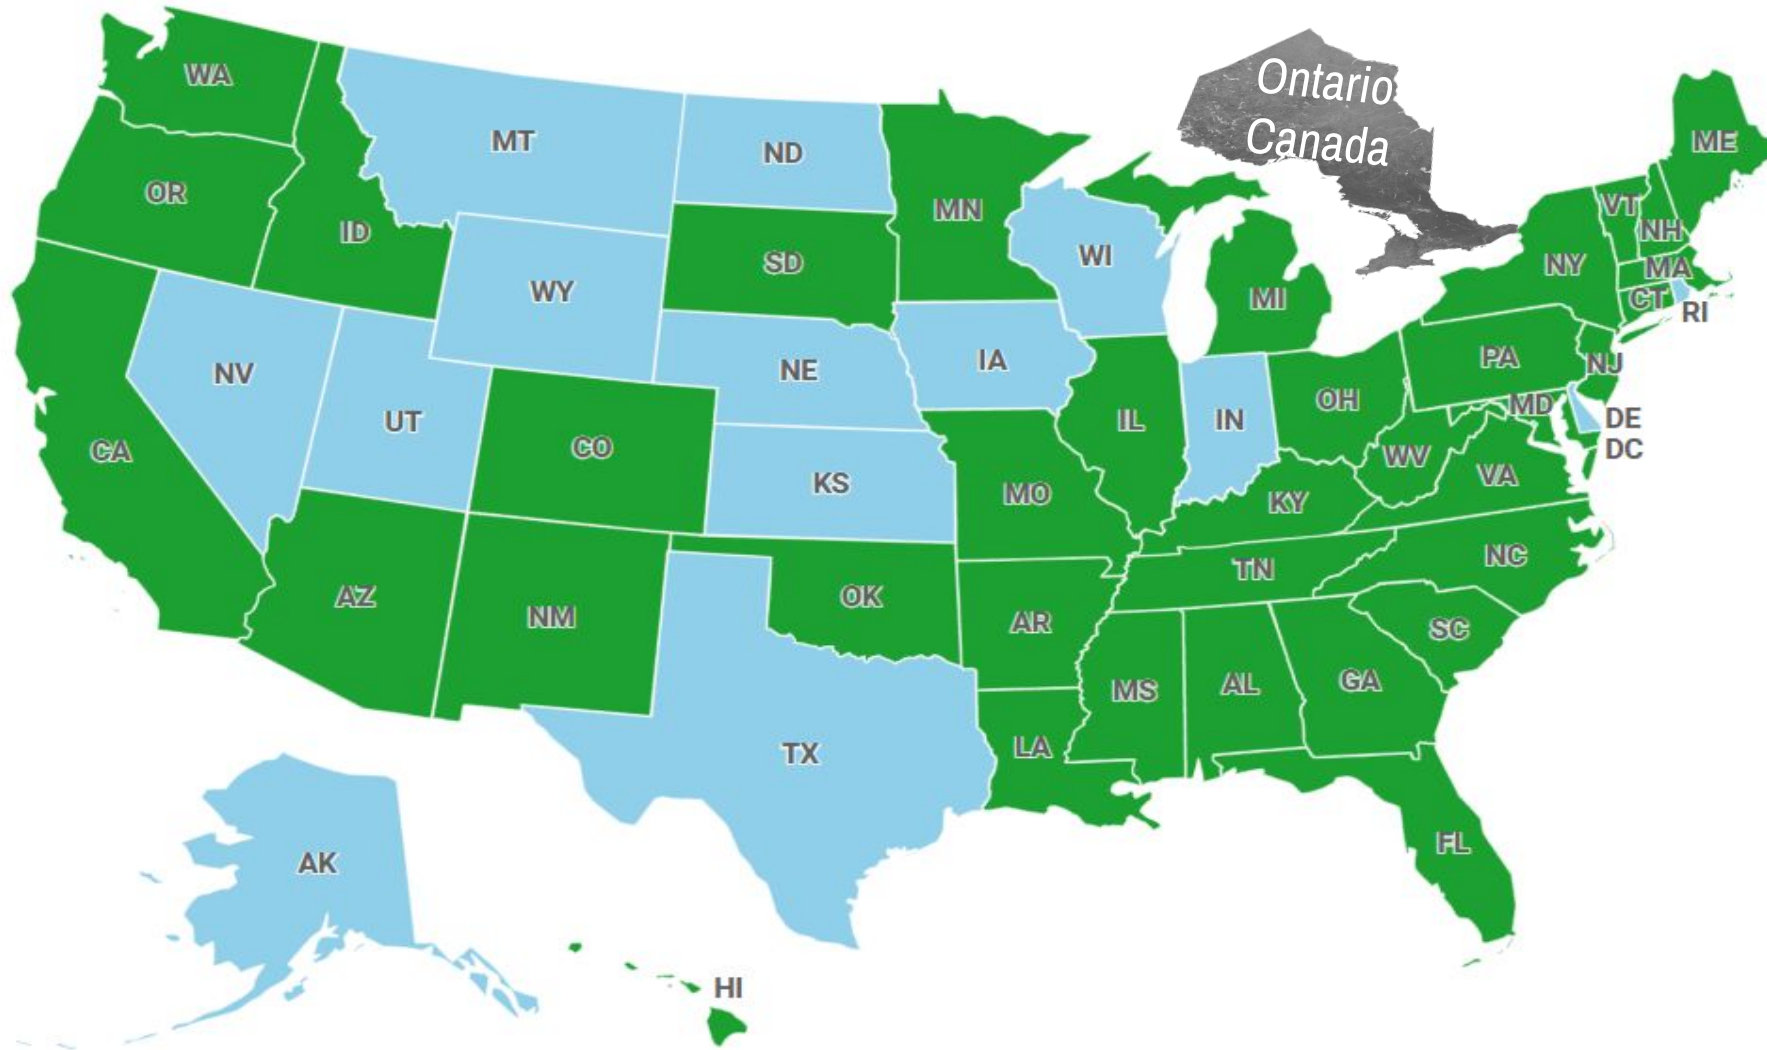 WA
MT
ND
MN
Ontario
Canada
ME
OR
ID
SD
WI
MI
VT
NH
NY
MA
CT
RI
WY
NV
UT
NE
IA
IL
IN
OH
PA
NJ
MD
DE
DC
CA
CO
KS
MO
KY
WV
VA
AZ
NM
OK
AR
TN
NC
SC
MS
AL
GA
LA
TX
FL
AK
HI